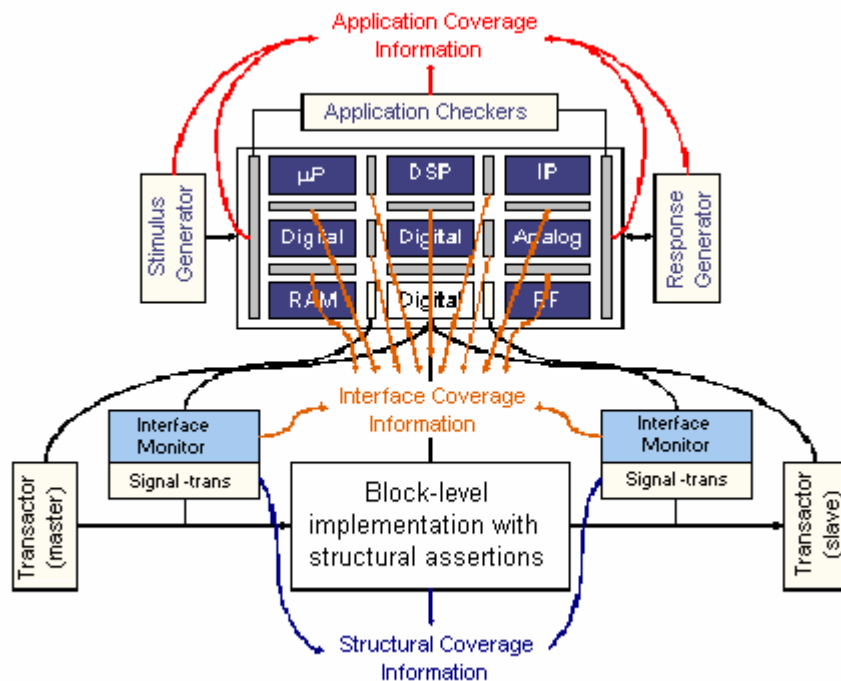 Application Coverage
Information
Application Checkers
Stimulus
Generator
µP
DSP
IP
Digital
Digital
Analog
RAM
Digital
RF
Response
Generator
Interface Coverage
Information
Interface
Monitor
Signal-trans
Interface
Monitor
Signal-trans
Transactor
(master)
Block-level
implementation with
structural assertions
Transactor
(slave)
Structural Coverage
Information